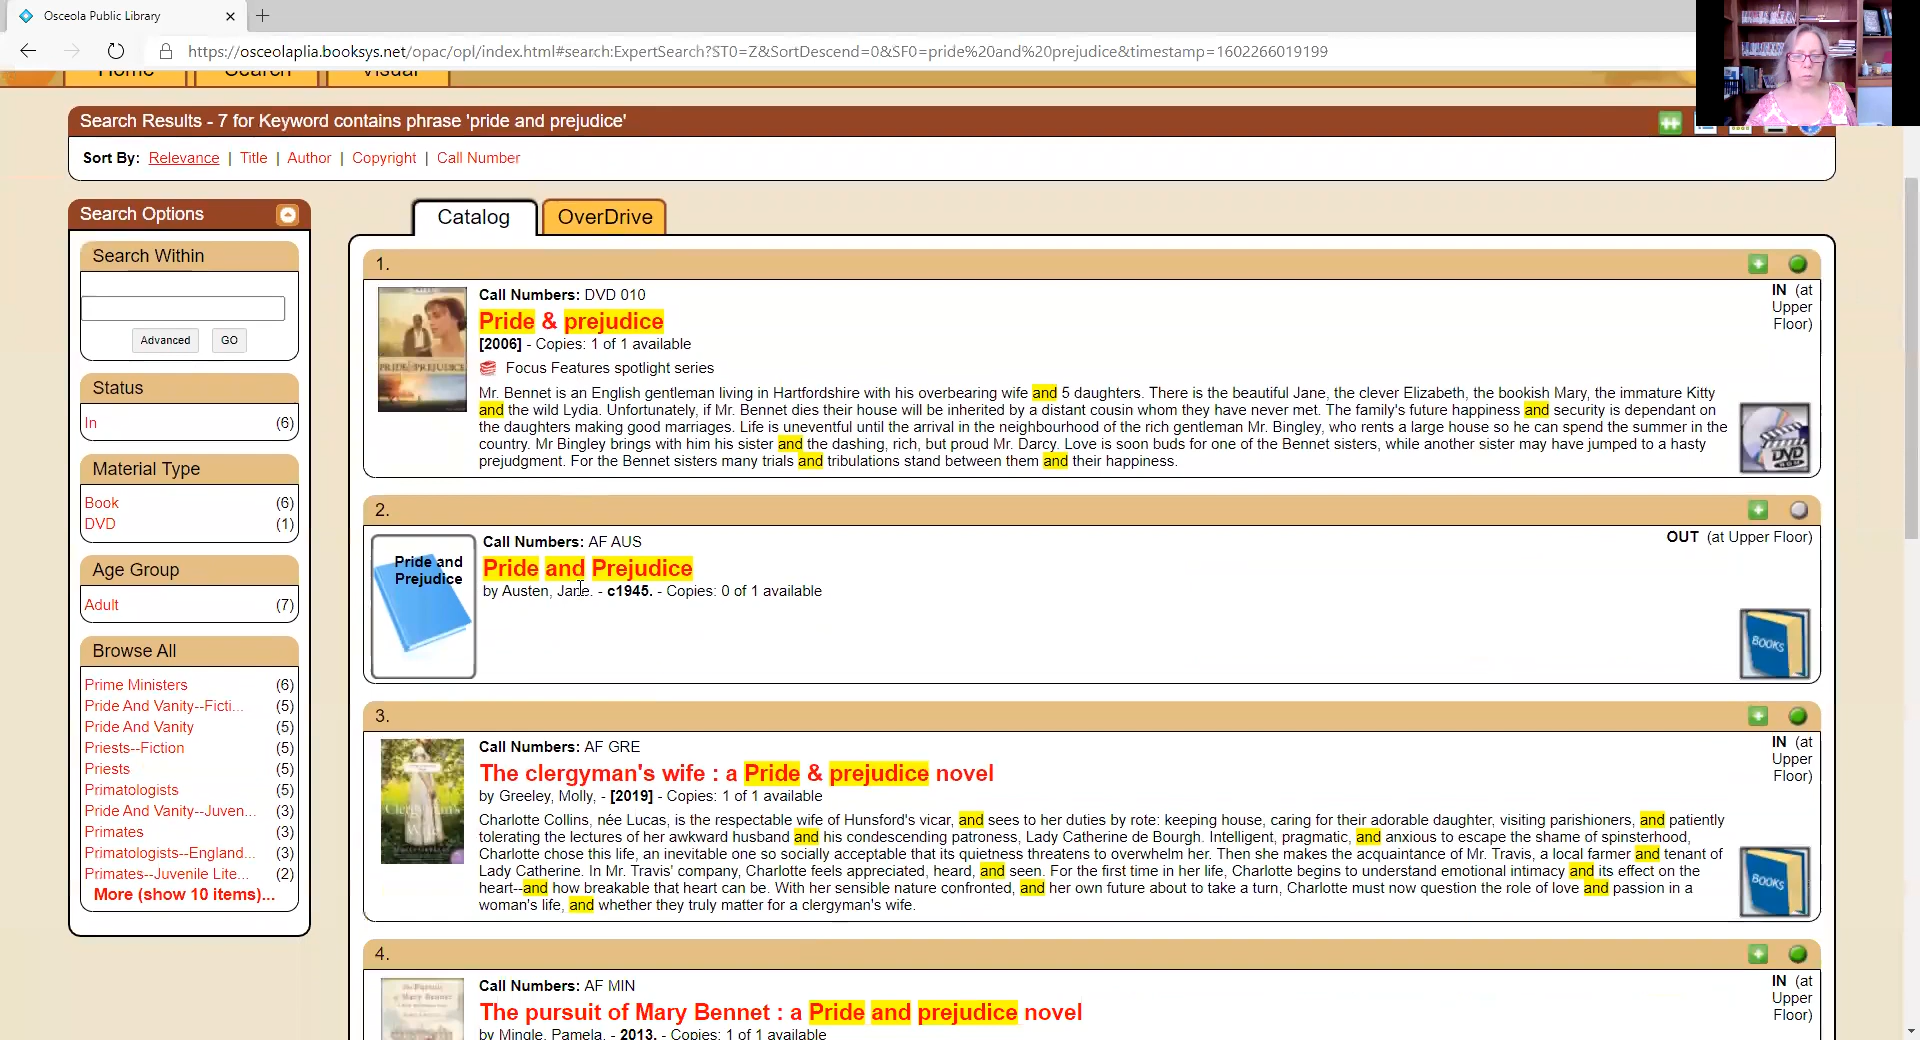 Osceola Public Library
https://osceolaplia.booksys.net/opac/opl/index.html#search:ExpertSearch?ST0=Z&SortDescend=0&SF0=pride%20and%20prejudice&timestamp=1602266019199
Home Search Visual
Search Results - 7 for Keyword contains phrase 'pride and prejudice'
Sort By: Relevance | Title | Author | Copyright | Call Number
Search Options
Search Within
Advanced GO
Status
In (6)
Material Type
Book (6)
DVD (1)
Age Group
Adult (7)
Browse All
Prime Ministers (6)
Pride And Vanity--Ficti... (5)
Pride And Vanity (5)
Priests--Fiction (5)
Priests (5)
Primatologists (5)
Pride And Vanity--Juven... (3)
Primates (3)
Primatologists--England... (3)
Primates--Juvenile Lite... (2)
More (show 10 items)...
Catalog OverDrive
1.
PRIDE & PREJUDICE
Call Numbers: DVD 010
Pride & prejudice
[2006] - Copies: 1 of 1 available
Focus Features spotlight series
Mr. Bennet is an English gentleman living in Hartfordshire with his overbearing wife and 5 daughters. There is the beautiful Jane, the clever Elizabeth, the bookish Mary, the immature Kitty
and the wild Lydia. Unfortunately, if Mr. Bennet dies their house will be inherited by a distant cousin whom they have never met. The family's future happiness and security is dependant on
the daughters making good marriages. Life is uneventful until the arrival in the neighbourhood of the rich gentleman Mr. Bingley, who rents a large house so he can spend the summer in the
country. Mr Bingley brings with him his sister and the dashing, rich, but proud Mr. Darcy. Love is soon buds for one of the Bennet sisters, while another sister may have jumped to a hasty
prejudgment. For the Bennet sisters many trials and tribulations stand between them and their happiness.
IN (at
Upper
Floor)
DVD
ROM
2.
Pride and
Prejudice
Call Numbers: AF AUS
Pride and Prejudice
by Austen, Jane. - c1945. - Copies: 0 of 1 available
OUT (at Upper Floor)
BOOKS
3.
Call Numbers: AF GRE
The clergyman's wife : a Pride & prejudice novel
by Greeley, Molly, - [2019] - Copies: 1 of 1 available
Charlotte Collins, née Lucas, is the respectable wife of Hunsford's vicar, and sees to her duties by rote: keeping house, caring for their adorable daughter, visiting parishioners, and patiently
tolerating the lectures of her awkward husband and his condescending patroness, Lady Catherine de Bourgh. Intelligent, pragmatic, and anxious to escape the shame of spinsterhood,
Charlotte chose this life, an inevitable one so socially acceptable that its quietness threatens to overwhelm her. Then she makes the acquaintance of Mr. Travis, a local farmer and tenant of
Lady Catherine. In Mr. Travis' company, Charlotte feels appreciated, heard, and seen. For the first time in her life, Charlotte begins to understand emotional intimacy and its effect on the
heart--and how breakable that heart can be. With her sensible nature confronted, and her own future about to take a turn, Charlotte must now question the role of love and passion in a
woman's life, and whether they truly matter for a clergyman's wife.
IN (at
Upper
Floor)
BOOKS
4.
The Pursuit
of Mary Bennet
Call Numbers: AF MIN
The pursuit of Mary Bennet : a Pride and prejudice novel
by Mingle, Pamela. - 2013. - Copies: 1 of 1 available
IN (at
Upper
Floor)